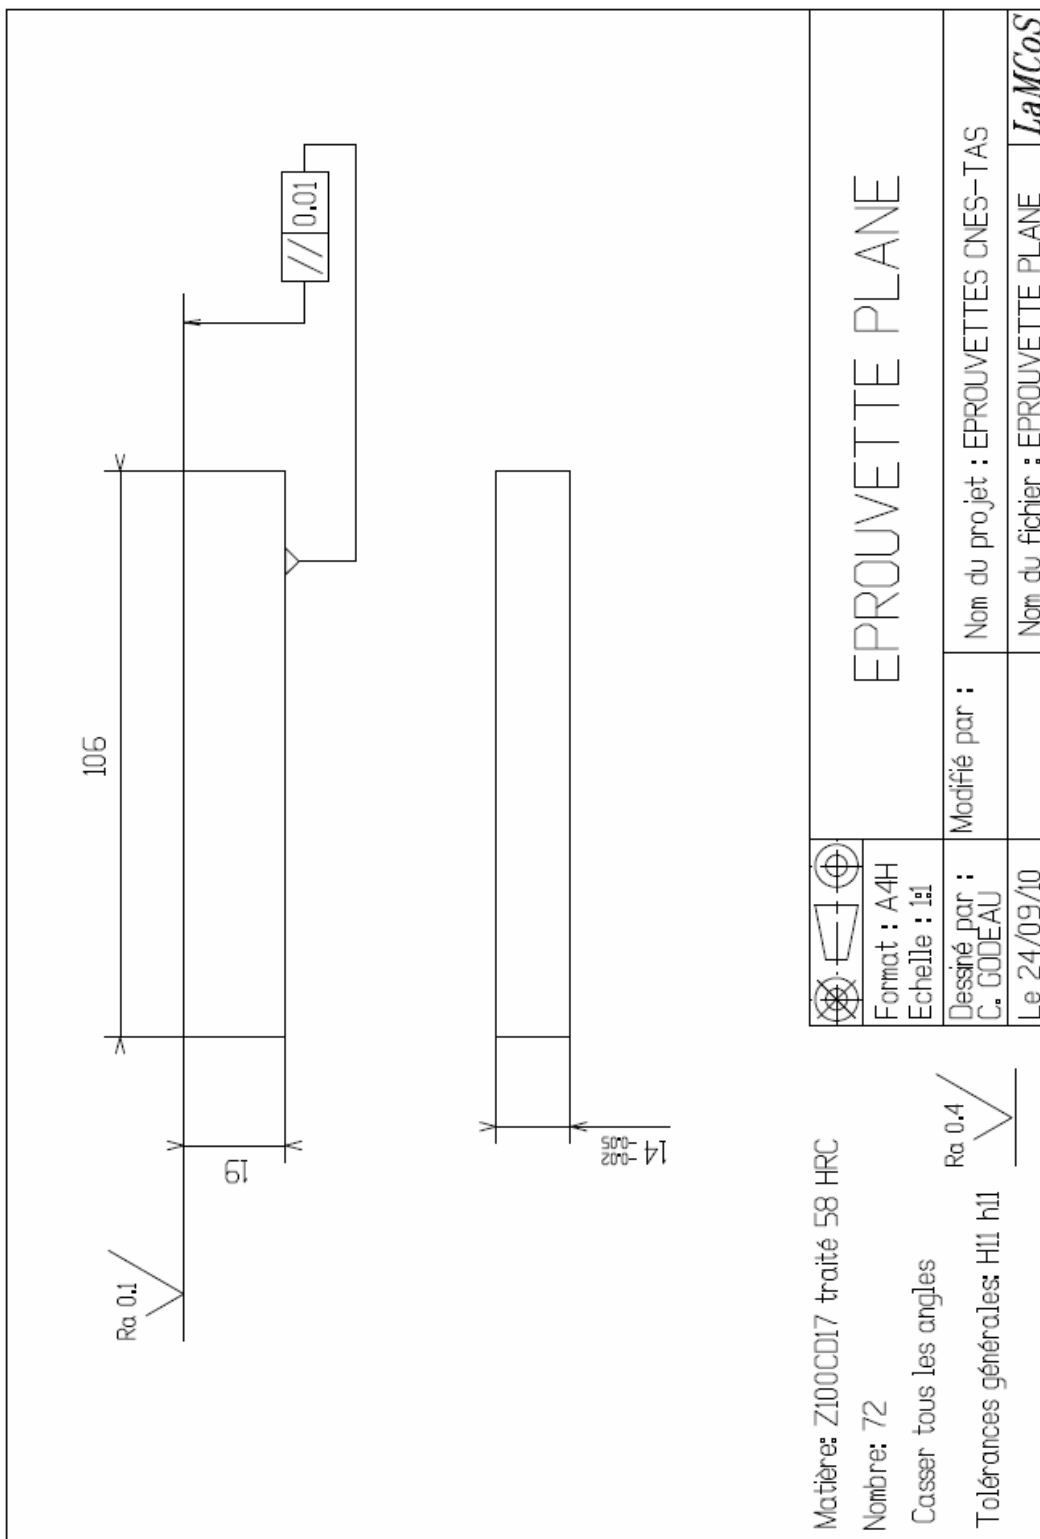 106
// 0.01
Ra 0.1
19
14 -0.02
-0.05
Matière: Z100CD17 traité 58 HRC
Nombre: 72
Casser tous les angles
Tolérances générales: H11 h11
Ra 0.4
EPROUVETTE PLANE
Format : A4H
Echelle : 1:1
Dessiné par :
C. GODEAU
Modifié par :
Nom du projet : EPROUVETTES CNES-TAS
Le 24/09/10
Nom du fichier : EPROUVETTE PLANE
LaMCoS